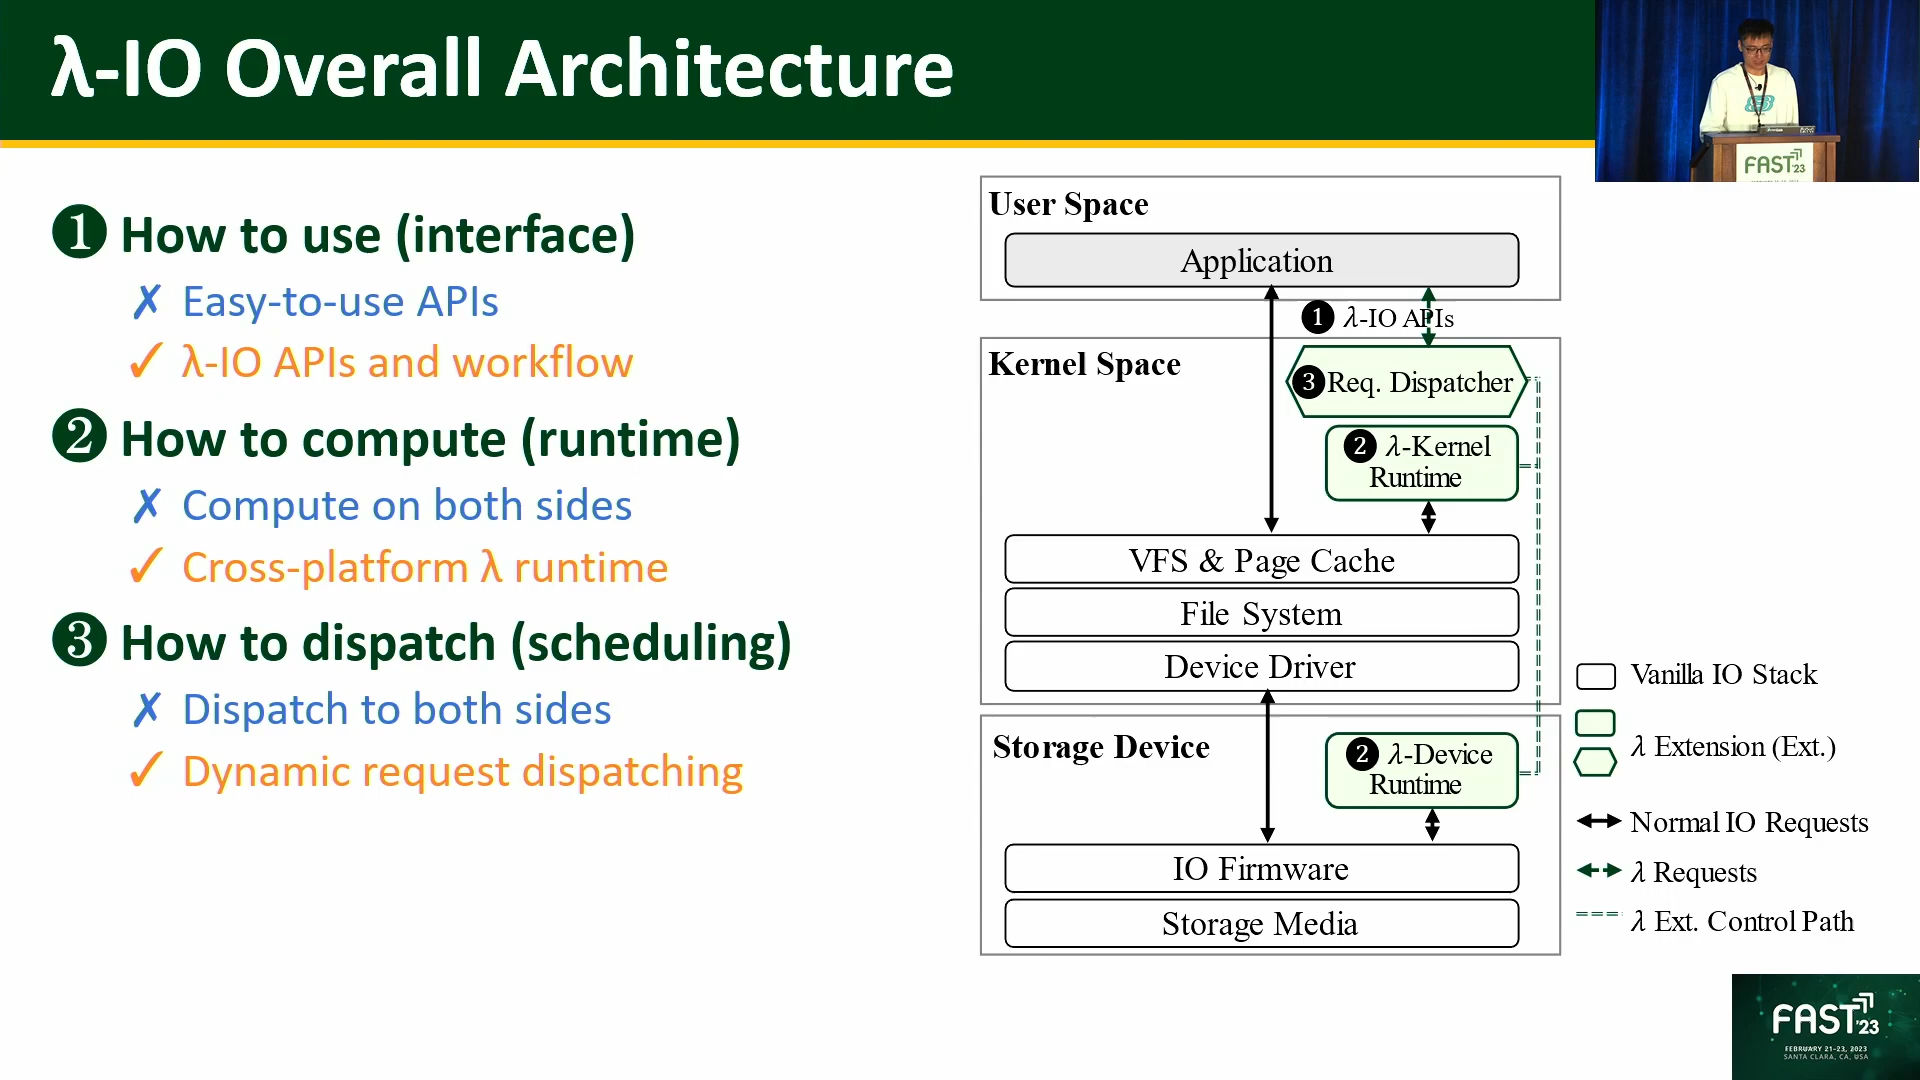 λ-IO Overall Architecture
FAST'23
❶ How to use (interface)
✗ Easy-to-use APIs
✓ λ-IO APIs and workflow
❷ How to compute (runtime)
✗ Compute on both sides
✓ Cross-platform λ runtime
❸ How to dispatch (scheduling)
✗ Dispatch to both sides
✓ Dynamic request dispatching
User Space
Application
❶ λ-IO APIs
Kernel Space
❸ Req. Dispatcher
❷ λ-Kernel
Runtime
VFS & Page Cache
File System
Device Driver
Storage Device
❷ λ-Device
Runtime
IO Firmware
Storage Media
Vanilla IO Stack
λ Extension (Ext.)
Normal IO Requests
λ Requests
λ Ext. Control Path
FAST'23
FEBRUARY 21–23, 2023
SANTA CLARA, CA, USA